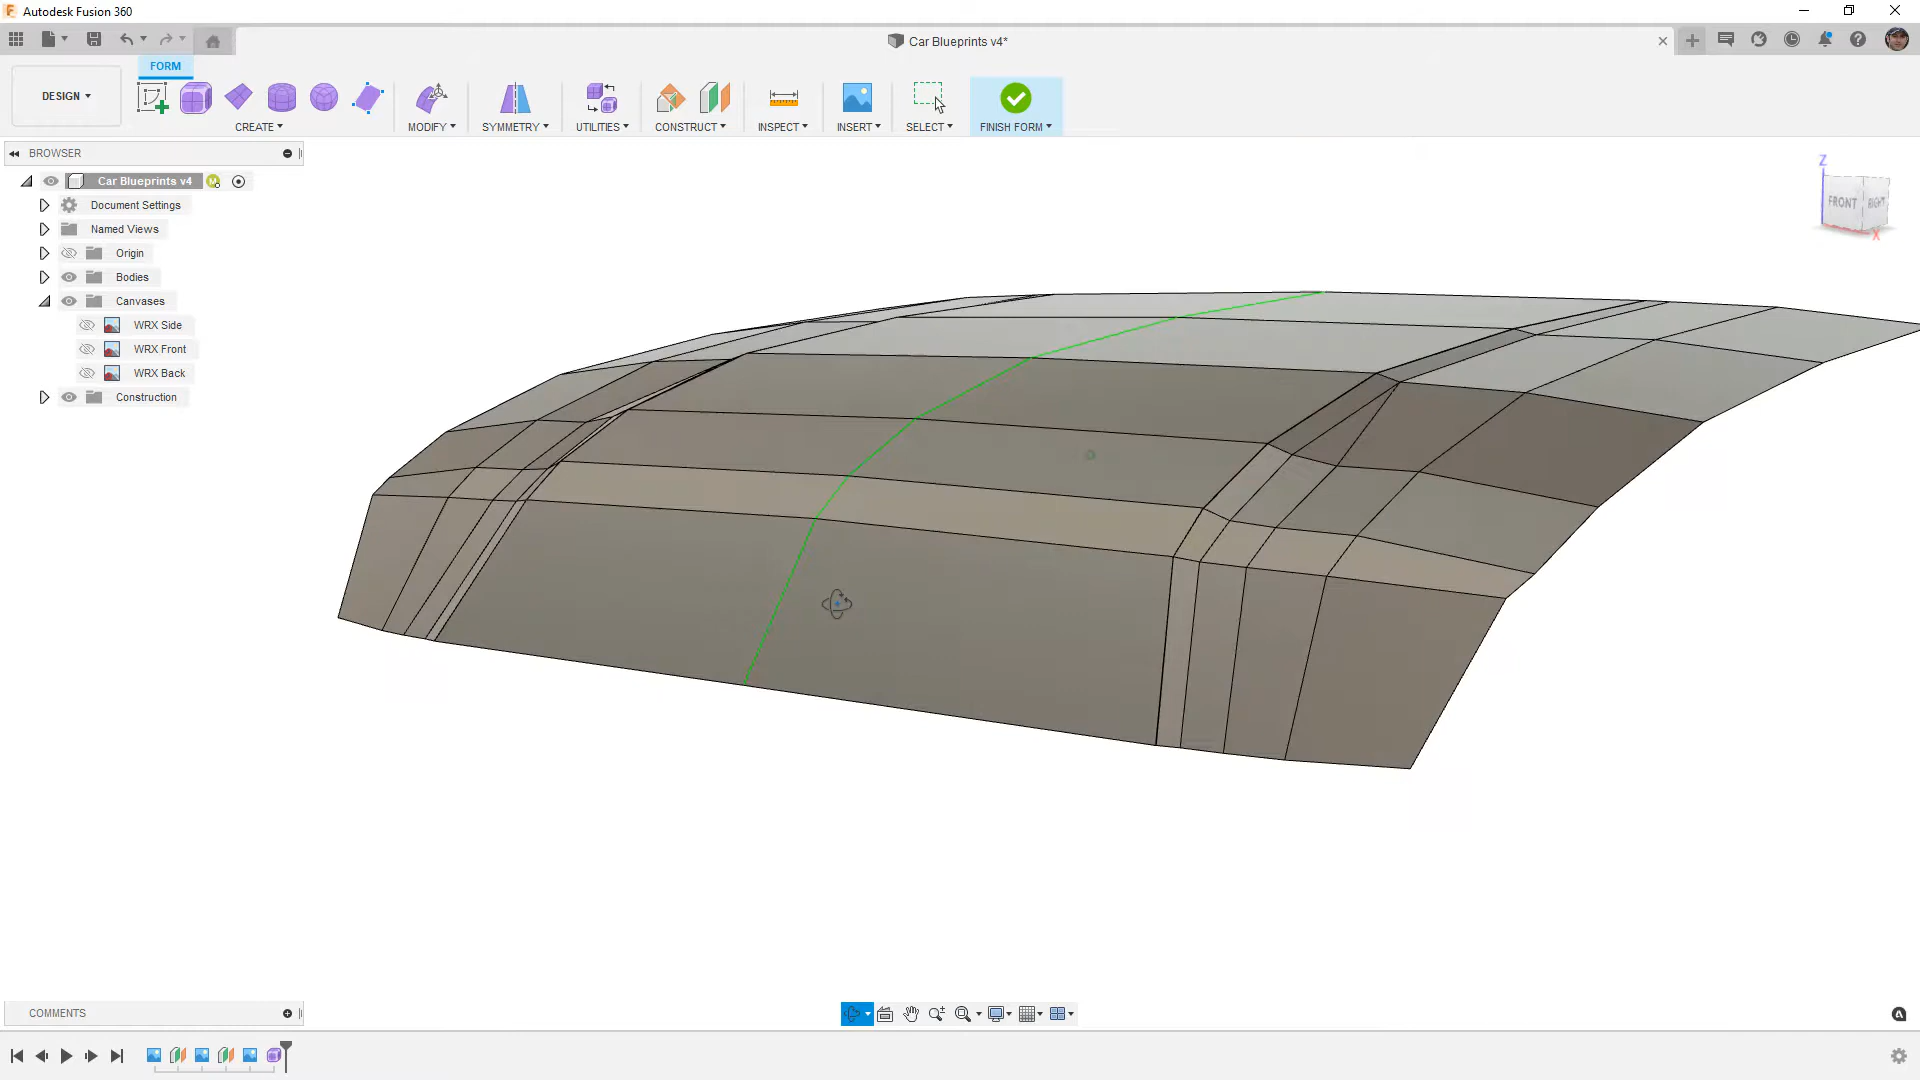 Autodesk Fusion 360
Car Blueprints v4*
FORM
DESIGN
CREATE
MODIFY
SYMMETRY
UTILITIES
CONSTRUCT
INSPECT
INSERT
SELECT
FINISH FORM
BROWSER
Car Blueprints v4
Document Settings
Named Views
Origin
Bodies
Canvases
WRX Side
WRX Front
WRX Back
Construction
Z
FRONT
RIGHT
X
COMMENTS